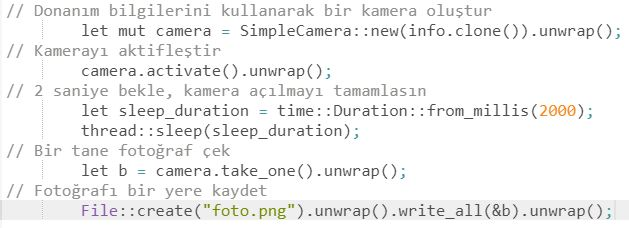 // Donanım bilgilerini kullanarak bir kamera oluştur
let mut camera = SimpleCamera::new(info.clone()).unwrap();
// Kamerayı aktifleştir
camera.activate().unwrap();
// 2 saniye bekle, kamera açılmayı tamamlasın
let sleep_duration = time::Duration::from_millis(2000);
thread::sleep(sleep_duration);
// Bir tane fotoğraf çek
let b = camera.take_one().unwrap();
// Fotoğrafı bir yere kaydet
File::create("foto.png").unwrap().write_all(&b).unwrap();